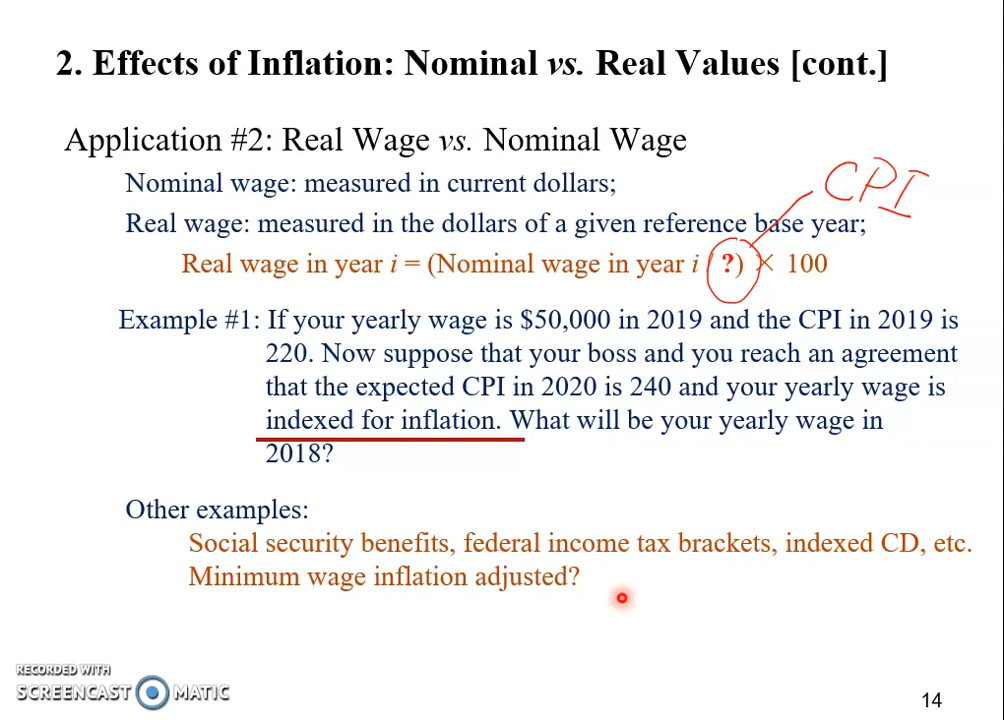 2. Effects of Inflation: Nominal vs. Real Values [cont.]
Application #2: Real Wage vs. Nominal Wage
CPI
Nominal wage: measured in current dollars;
Real wage: measured in the dollars of a given reference base year;
Real wage in year i = (Nominal wage in year i / ?) × 100
Example #1: If your yearly wage is $50,000 in 2019 and the CPI in 2019 is
220. Now suppose that your boss and you reach an agreement
that the expected CPI in 2020 is 240 and your yearly wage is
indexed for inflation. What will be your yearly wage in
2018?
Other examples:
Social security benefits, federal income tax brackets, indexed CD, etc.
Minimum wage inflation adjusted?
RECORDED WITH
SCREENCAST MATIC
14